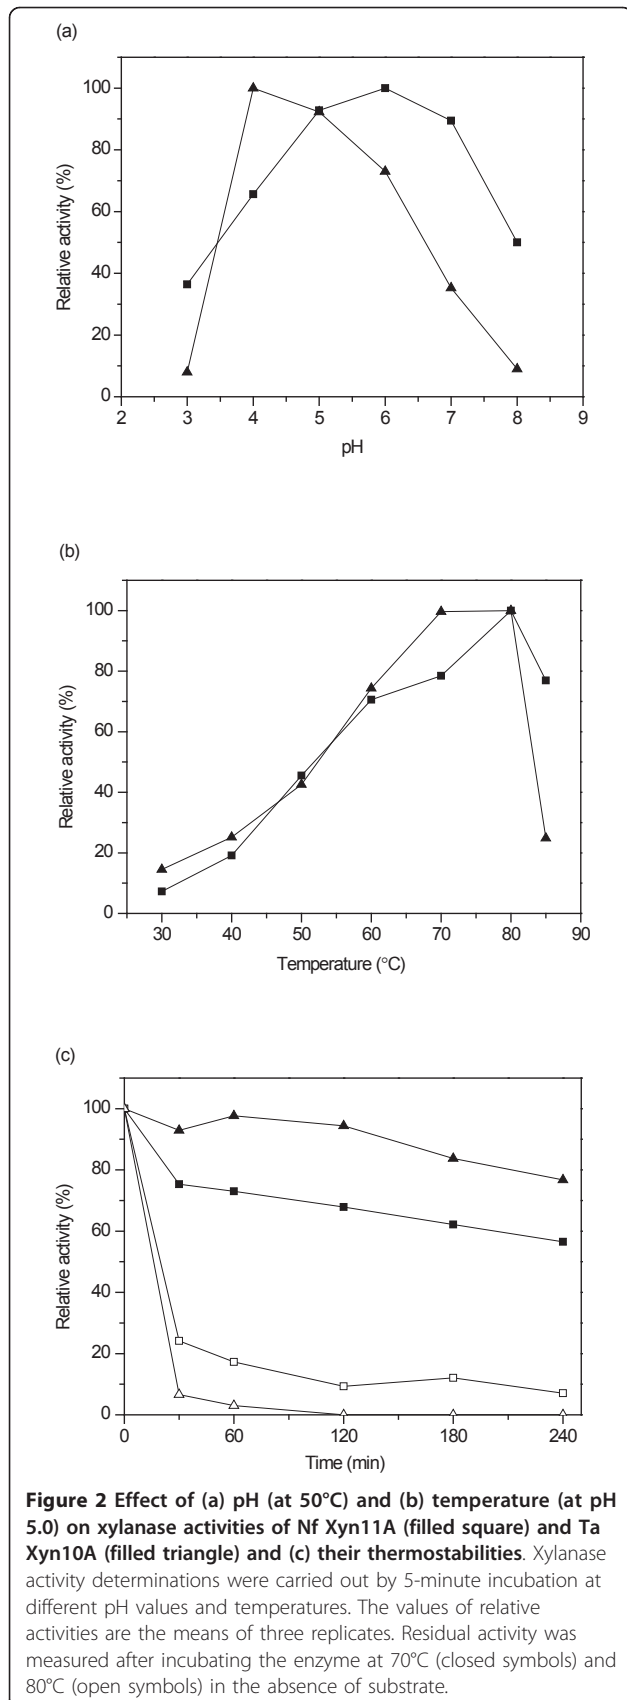 (a)
100
80
60
40
20
0
Relative activity (%)
2 3 4 5 6 7 8 9
pH
(b)
100
80
60
40
20
0
Relative activity (%)
30 40 50 60 70 80 90
Temperature (°C)
(c)
100
80
60
40
20
0
Relative activity (%)
0 60 120 180 240
Time (min)
Figure 2 Effect of (a) pH (at 50°C) and (b) temperature (at pH
5.0) on xylanase activities of Nf Xyn11A (filled square) and Ta
Xyn10A (filled triangle) and (c) their thermostabilities. Xylanase
activity determinations were carried out by 5-minute incubation at
different pH values and temperatures. The values of relative
activities are the means of three replicates. Residual activity was
measured after incubating the enzyme at 70°C (closed symbols) and
80°C (open symbols) in the absence of substrate.